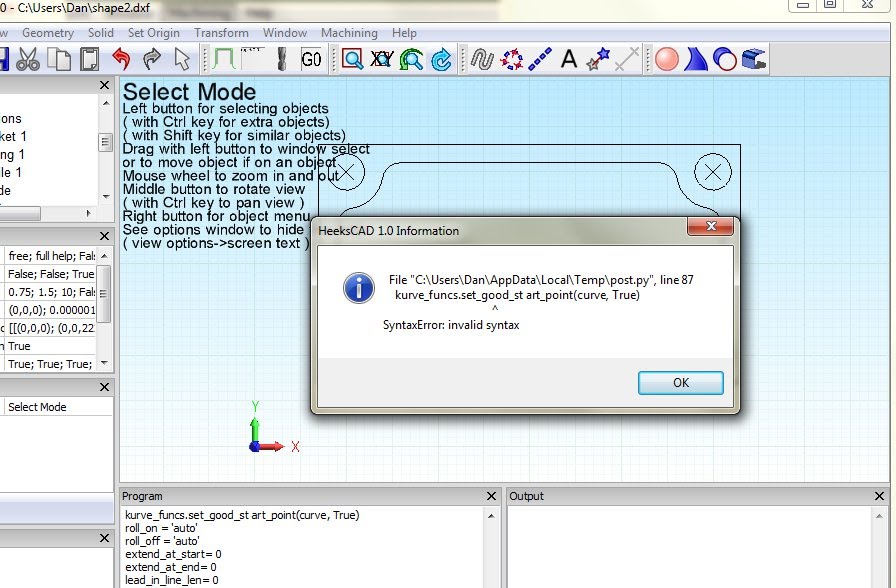 0 - C:\Users\Dan\shape2.dxf
w Geometry Solid Set Origin Transform Window Machining Help
G0 A
Select Mode
Left button for selecting objects
( with Ctrl key for extra objects)
( with Shift key for similar objects)
Drag with left button to window select
or to move object if on an object
Mouse wheel to zoom in and out
Middle button to rotate view
( with Ctrl key to pan view )
Right button for object menu
See options window to hide
( view options->screen text )
ons
ket 1
ng 1
le 1
de
free; full help; Fal
False; False; True
0.75; 1.5; 10; Fal
(0,0,0); 0.000001
[[(0,0,0); (0,0,22
n True
True; True; True;
Select Mode
HeeksCAD 1.0 Information
File "C:\Users\Dan\AppData\Local\Temp\post.py", line 87
kurve_funcs.set_good_st art_point(curve, True)
^
SyntaxError: invalid syntax
OK
Y
X
Program
kurve_funcs.set_good_st art_point(curve, True)
roll_on = 'auto'
roll_off = 'auto'
extend_at_start= 0
extend_at_end= 0
lead_in_line_len= 0
Output